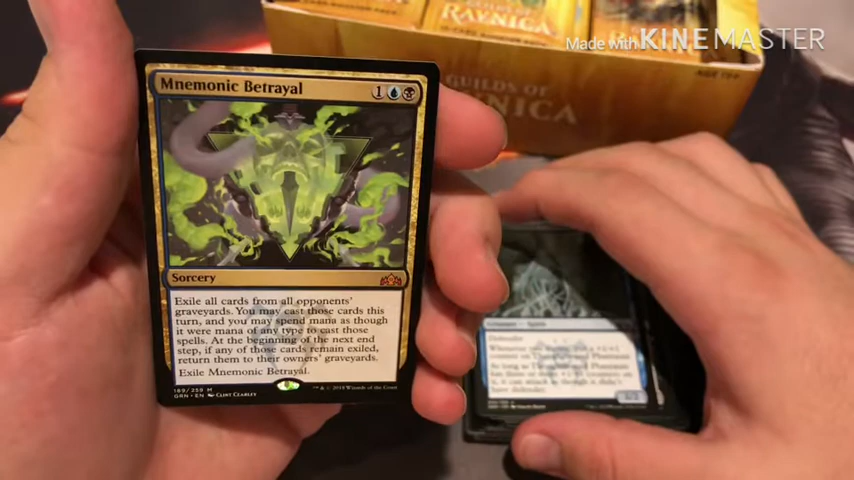 Made with KINEMASTER
RAVNICA
GUILDS OF
RAVNICA
Mnemonic Betrayal
1
Sorcery
Exile all cards from all opponents'
graveyards. You may cast those cards this
turn, and you may spend mana as though
it were mana of any type to cast those
spells. At the beginning of the next end
step, if any of those cards remain exiled,
return them to their owners' graveyards.
Exile Mnemonic Betrayal.
189/259 M
GRN • EN Clint Cearley
™ & © 2018 Wizards of the Coast
Defender